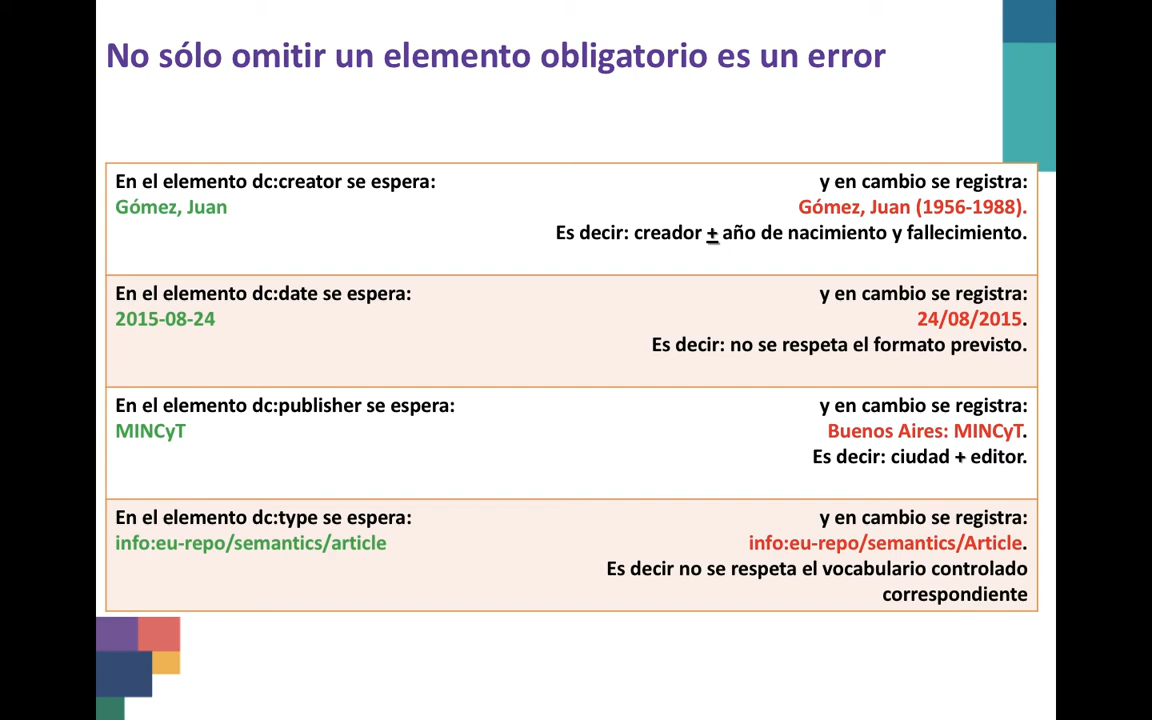 No sólo omitir un elemento obligatorio es un error
En el elemento dc:creator se espera:
Gómez, Juan
y en cambio se registra:
Gómez, Juan (1956-1988).
Es decir: creador + año de nacimiento y fallecimiento.
En el elemento dc:date se espera:
2015-08-24
y en cambio se registra:
24/08/2015.
Es decir: no se respeta el formato previsto.
En el elemento dc:publisher se espera:
MINCyT
y en cambio se registra:
Buenos Aires: MINCyT.
Es decir: ciudad + editor.
En el elemento dc:type se espera:
info:eu-repo/semantics/article
y en cambio se registra:
info:eu-repo/semantics/Article.
Es decir no se respeta el vocabulario controlado
correspondiente